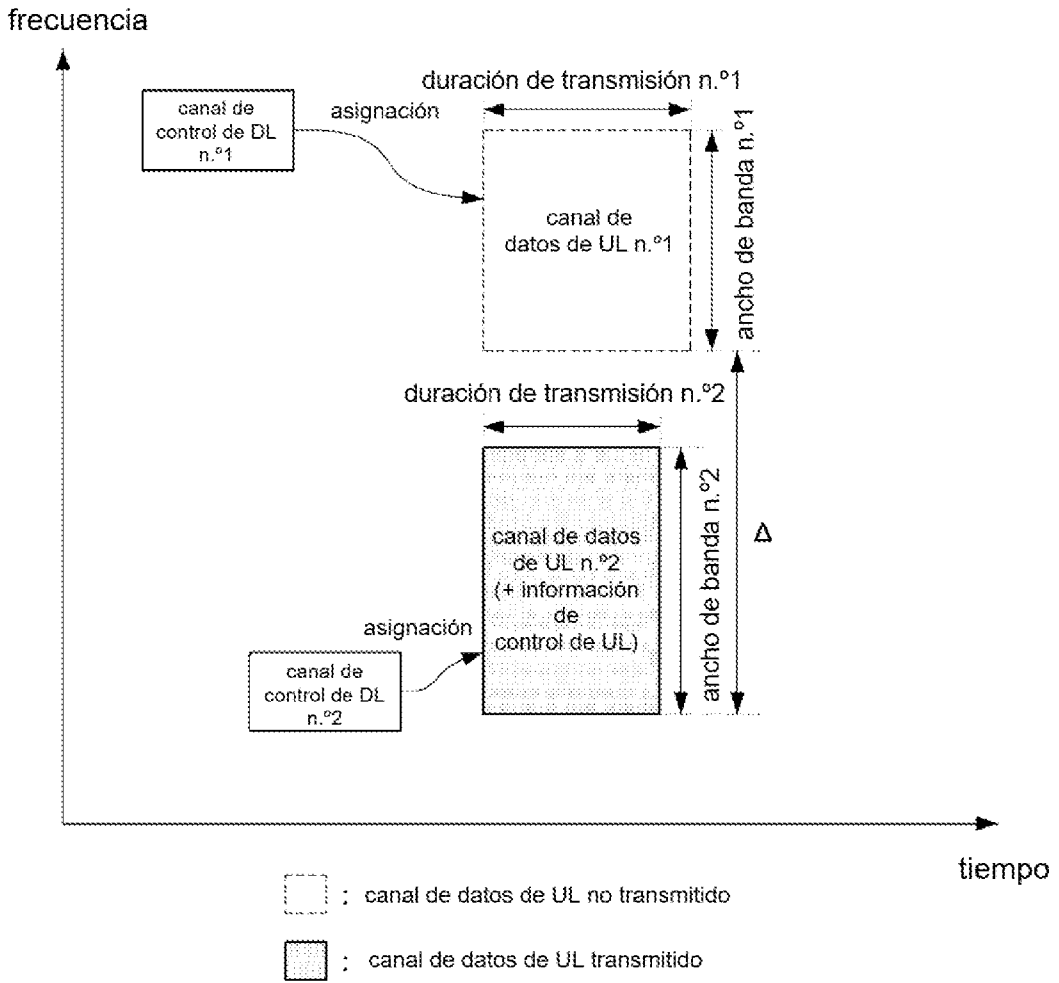 frecuencia
duración de transmisión n.º1
canal de
control de DL
n.º1
asignación
canal de
datos de UL n.º1
ancho de banda n.º1
duración de transmisión n.º2
canal de datos
de UL n.º2
(+ información
de
control de UL)
ancho de banda n.º2
Δ
asignación
canal de
control de DL
n.º2
tiempo
; canal de datos de UL no transmitido
; canal de datos de UL transmitido